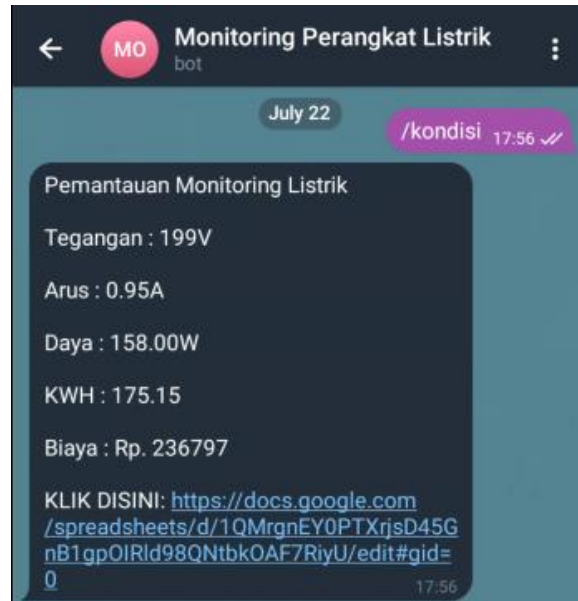 MO
Monitoring Perangkat Listrik
bot
July 22
/kondisi 17:56
Pemantauan Monitoring Listrik
Tegangan : 199V
Arus : 0.95A
Daya : 158.00W
KWH : 175.15
Biaya : Rp. 236797
KLIK DISINI: https://docs.google.com
/spreadsheets/d/1QMrgnEY0PTXrjsD45G
nB1gpOIRld98QNtbkOAF7RiyU/edit#gid=
0
17:56